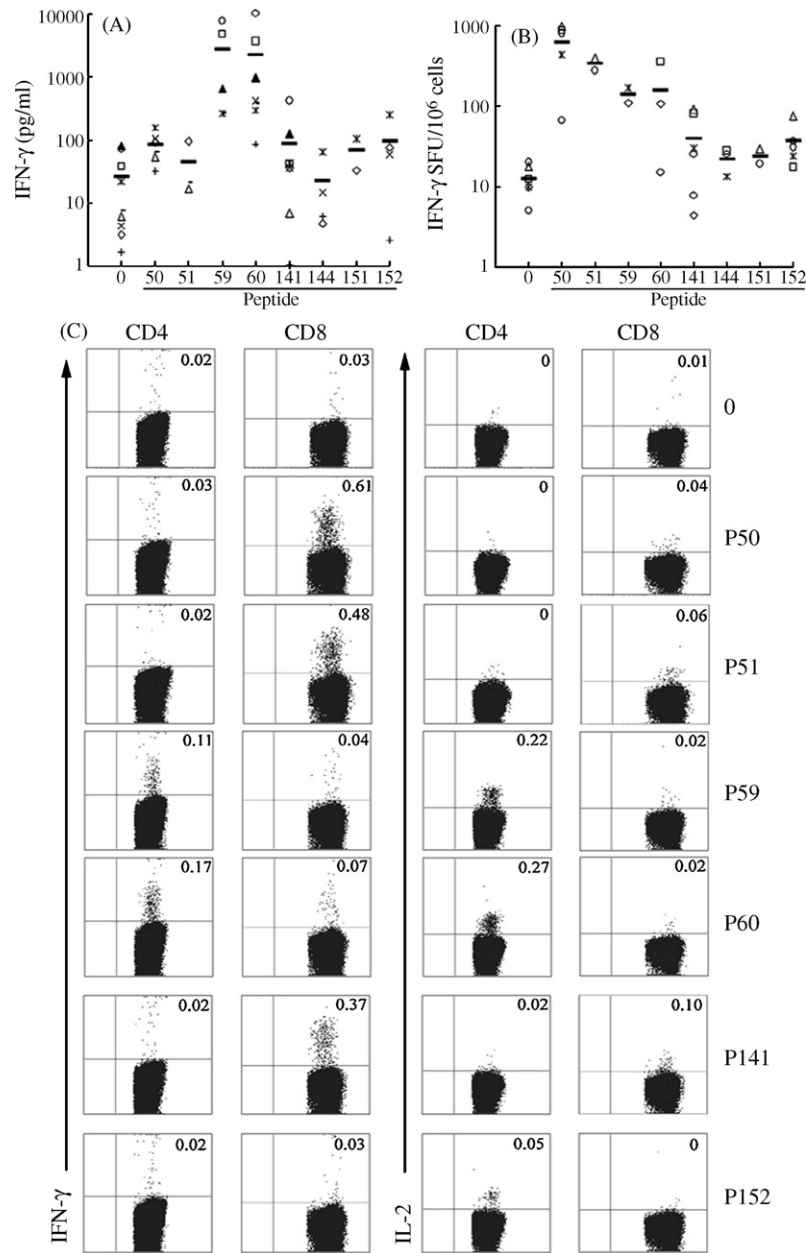 (A)
IFN-γ (pg/ml)
10000
1000
100
10
1
0 50 51 59 60 141 144 151 152
Peptide
(B)
IFN-γ SFU/10⁶ cells
1000
100
10
1
0 50 51 59 60 141 144 151 152
Peptide
(C) CD4 CD8 CD4 CD8
0.02 0.03 0 0.01 0
0.03 0.61 0 0.04 P50
0.02 0.48 0 0.06 P51
0.11 0.04 0.22 0.02 P59
0.17 0.07 0.27 0.02 P60
0.02 0.37 0.02 0.10 P141
0.02 0.03 0.05 0 P152
IFN-γ IL-2